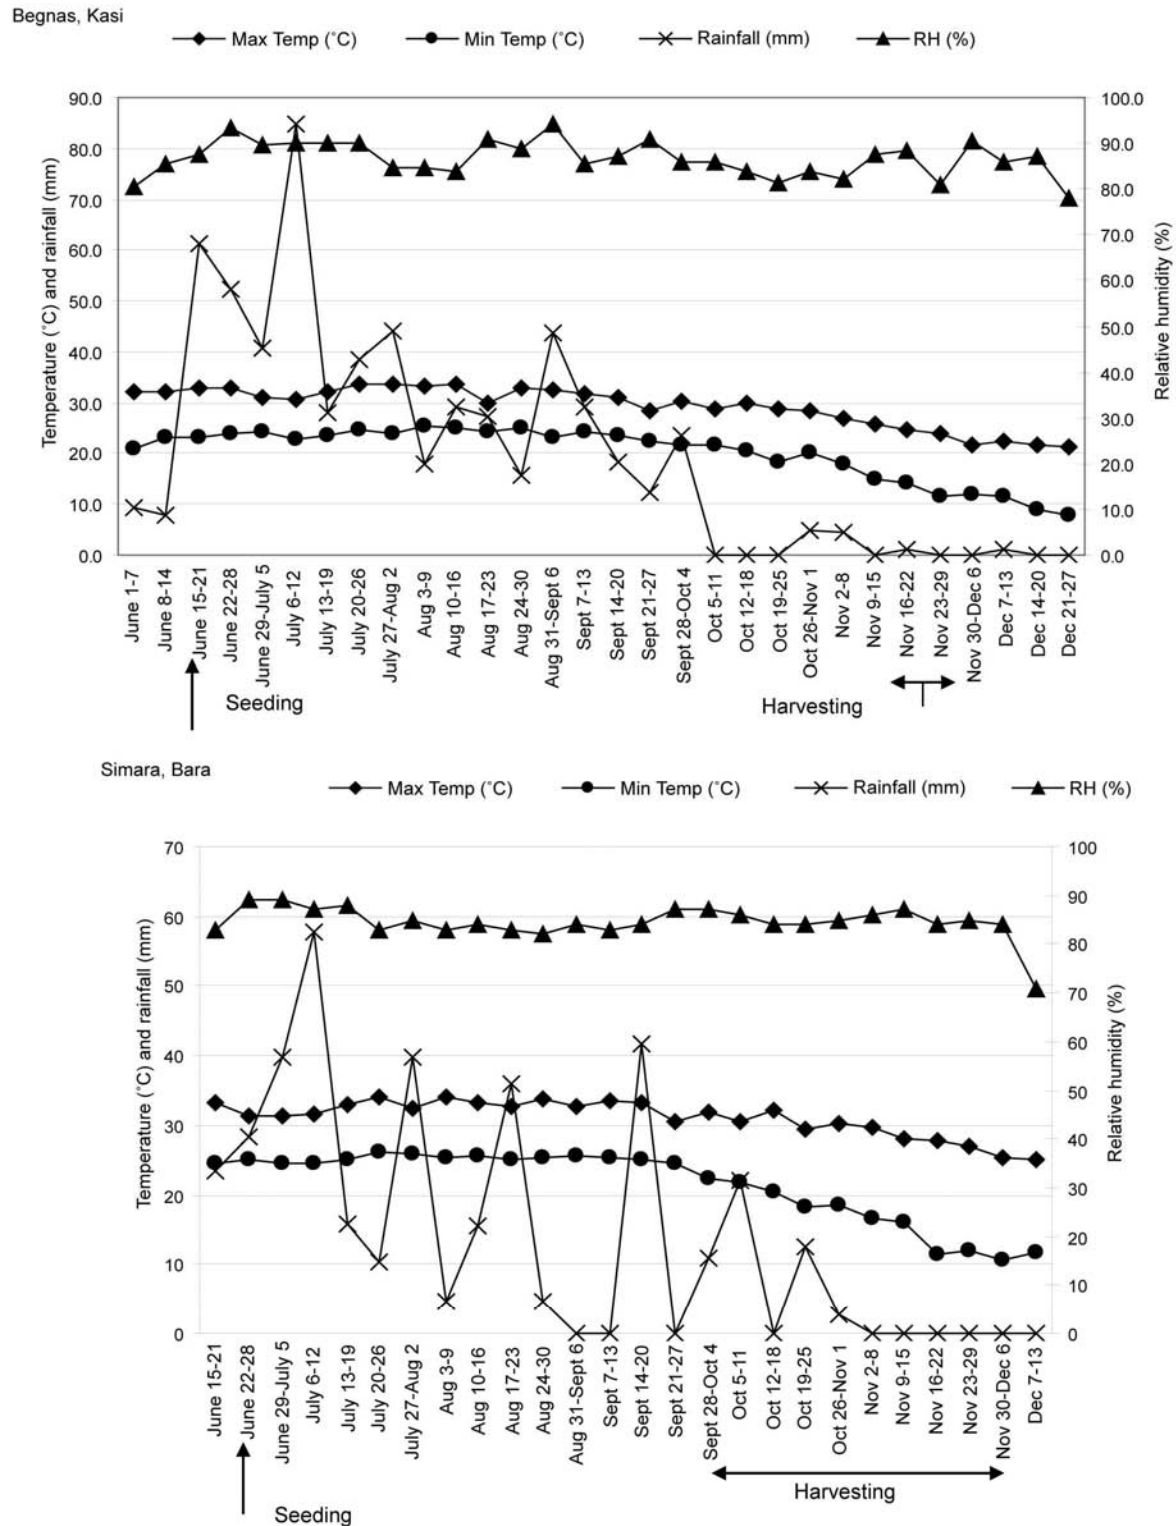 Begnas, Kasi
Max Temp (˚C) Min Temp (˚C) Rainfall (mm) RH (%)
Temperature (˚C) and rainfall (mm)
90.0
80.0
70.0
60.0
50.0
40.0
30.0
20.0
10.0
0.0
100.0
90.0
80.0
70.0
60.0
50.0
40.0
30.0
20.0
10.0
0.0
Relative humidity (%)
June 1-7
June 8-14
June 15-21
June 22-28
June 29-July 5
July 6-12
July 13-19
July 20-26
July 27-Aug 2
Aug 3-9
Aug 10-16
Aug 17-23
Aug 24-30
Aug 31-Sept 6
Sept 7-13
Sept 14-20
Sept 21-27
Sept 28-Oct 4
Oct 5-11
Oct 12-18
Oct 19-25
Oct 26-Nov 1
Nov 2-8
Nov 9-15
Nov 16-22
Nov 23-29
Nov 30-Dec 6
Dec 7-13
Dec 14-20
Dec 21-27
Seeding
Harvesting
Simara, Bara
Max Temp (˚C) Min Temp (˚C) Rainfall (mm) RH (%)
Temperature (˚C) and rainfall (mm)
70
60
50
40
30
20
10
0
100
90
80
70
60
50
40
30
20
10
0
Relative humidity (%)
June 15-21
June 22-28
June 29-July 5
July 6-12
July 13-19
July 20-26
July 27-Aug 2
Aug 3-9
Aug 10-16
Aug 17-23
Aug 24-30
Aug 31-Sept 6
Sept 7-13
Sept 14-20
Sept 21-27
Sept 28-Oct 4
Oct 5-11
Oct 12-18
Oct 19-25
Oct 26-Nov 1
Nov 2-8
Nov 9-15
Nov 16-22
Nov 23-29
Nov 30-Dec 6
Dec 7-13
Seeding
Harvesting